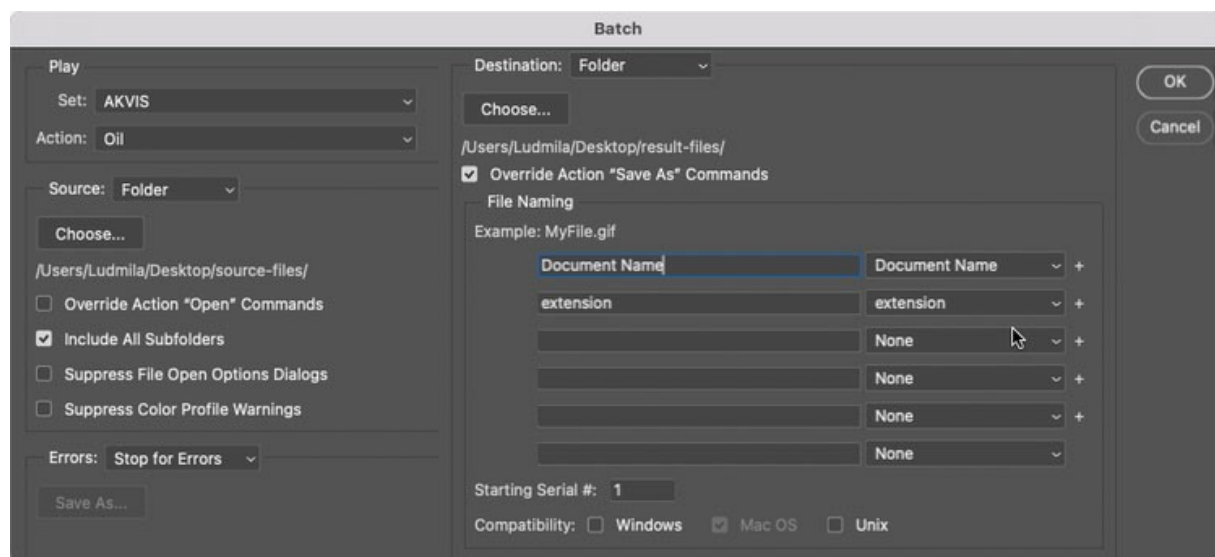 Batch
Play
Set: AKVIS
Action: Oil
Source: Folder
Choose...
/Users/Ludmila/Desktop/source-files/
Override Action "Open" Commands
Include All Subfolders
Suppress File Open Options Dialogs
Suppress Color Profile Warnings
Errors: Stop for Errors
Save As...
Destination: Folder
Choose...
/Users/Ludmila/Desktop/result-files/
Override Action "Save As" Commands
File Naming
Example: MyFile.gif
Document Name Document Name +
extension extension +
None +
None +
None +
None
Starting Serial #: 1
Compatibility: Windows Mac OS Unix
OK
Cancel